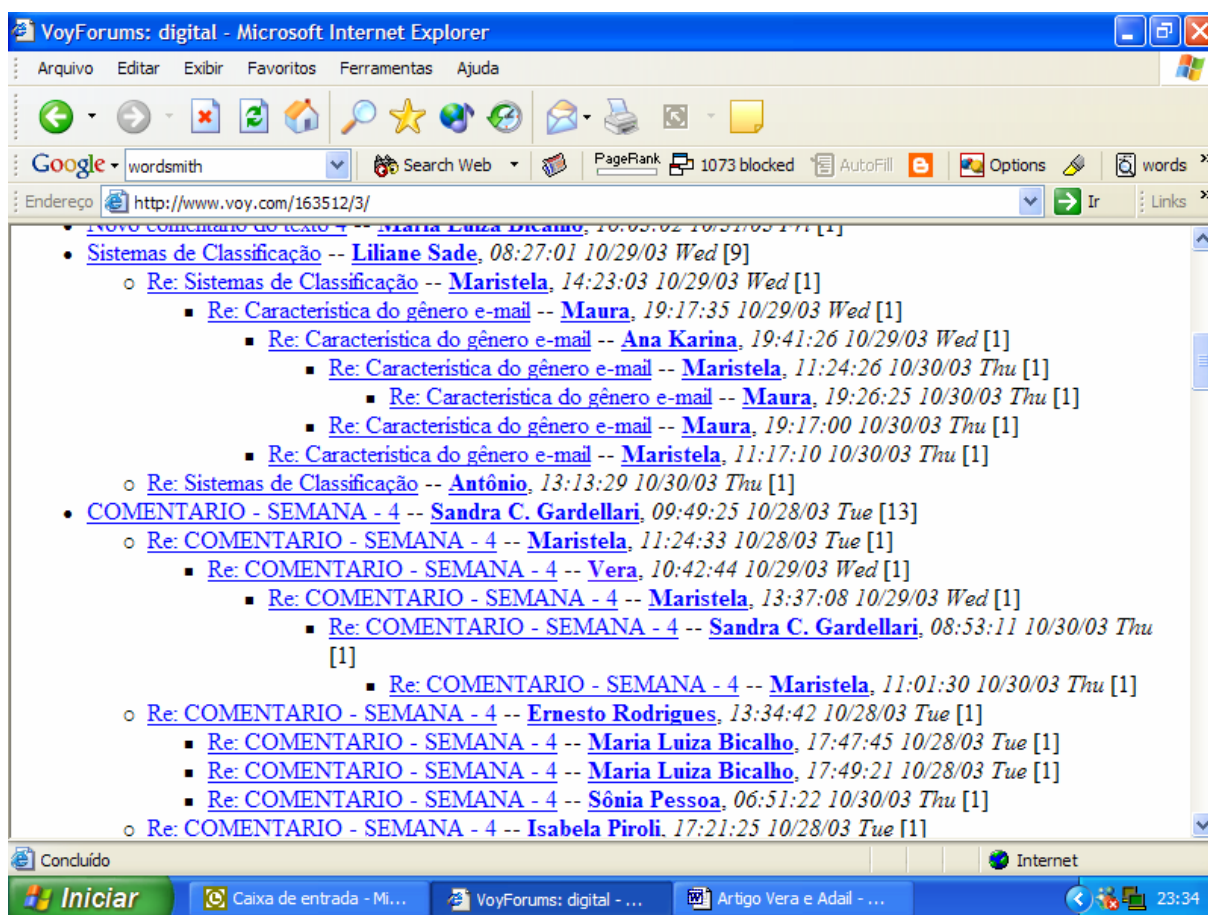 VoyForums: digital - Microsoft Internet Explorer
Arquivo Editar Exibir Favoritos Ferramentas Ajuda
Google wordsmith Search Web PageRank 1073 blocked AutoFill Options words »
Endereço http://www.voy.com/163512/3/ Ir Links »
Novo comentário do texto 4 -- Maria Luiza Bicalho, 10/31/03 Fri [1]
Sistemas de Classificação -- Liliane Sade, 08:27:01 10/29/03 Wed [9]
Re: Sistemas de Classificação -- Maristela, 14:23:03 10/29/03 Wed [1]
Re: Característica do gênero e-mail -- Maura, 19:17:35 10/29/03 Wed [1]
Re: Característica do gênero e-mail -- Ana Karina, 19:41:26 10/29/03 Wed [1]
Re: Característica do gênero e-mail -- Maristela, 11:24:26 10/30/03 Thu [1]
Re: Característica do gênero e-mail -- Maura, 19:26:25 10/30/03 Thu [1]
Re: Característica do gênero e-mail -- Maura, 19:17:00 10/30/03 Thu [1]
Re: Característica do gênero e-mail -- Maristela, 11:17:10 10/30/03 Thu [1]
Re: Sistemas de Classificação -- Antônio, 13:13:29 10/30/03 Thu [1]
COMENTARIO - SEMANA - 4 -- Sandra C. Gardellari, 09:49:25 10/28/03 Tue [13]
Re: COMENTARIO - SEMANA - 4 -- Maristela, 11:24:33 10/28/03 Tue [1]
Re: COMENTARIO - SEMANA - 4 -- Vera, 10:42:44 10/29/03 Wed [1]
Re: COMENTARIO - SEMANA - 4 -- Maristela, 13:37:08 10/29/03 Wed [1]
Re: COMENTARIO - SEMANA - 4 -- Sandra C. Gardellari, 08:53:11 10/30/03 Thu
[1]
Re: COMENTARIO - SEMANA - 4 -- Maristela, 11:01:30 10/30/03 Thu [1]
Re: COMENTARIO - SEMANA - 4 -- Ernesto Rodrigues, 13:34:42 10/28/03 Tue [1]
Re: COMENTARIO - SEMANA - 4 -- Maria Luiza Bicalho, 17:47:45 10/28/03 Tue [1]
Re: COMENTARIO - SEMANA - 4 -- Maria Luiza Bicalho, 17:49:21 10/28/03 Tue [1]
Re: COMENTARIO - SEMANA - 4 -- Sônia Pessoa, 06:51:22 10/30/03 Thu [1]
Re: COMENTARIO - SEMANA - 4 -- Isabela Piroli, 17:21:25 10/28/03 Tue [1]
Concluído Internet
Iniciar Caixa de entrada - Mi... VoyForums: digital - ... Artigo Vera e Adail - ... 23:34